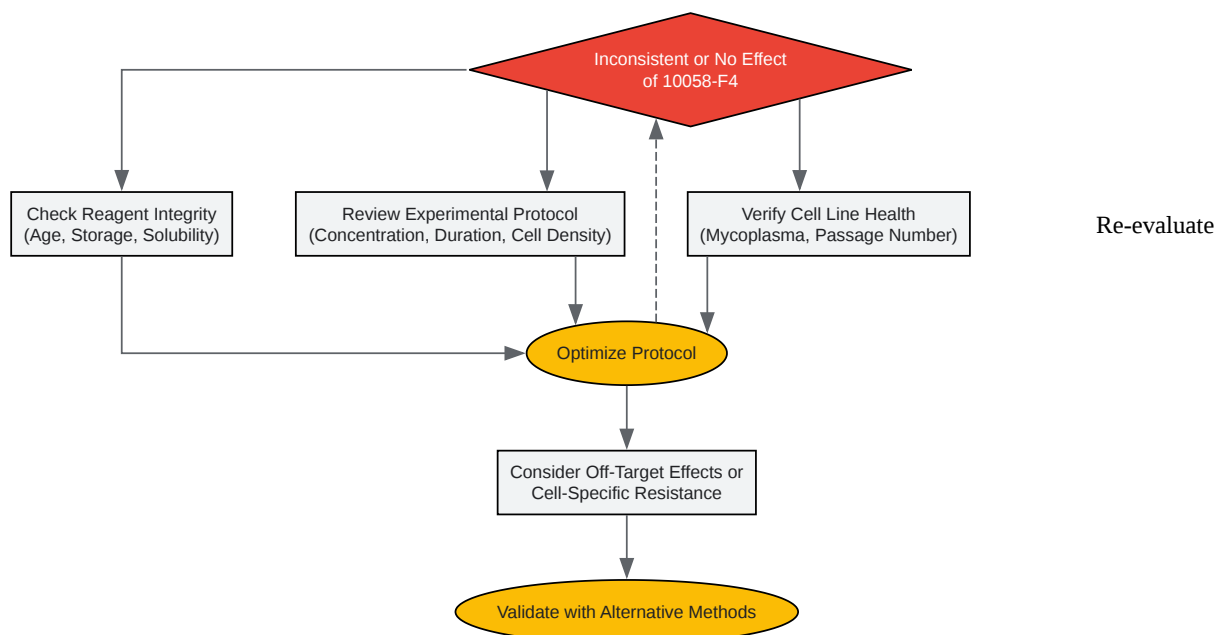 Inconsistent or No Effect
of 10058-F4
Check Reagent Integrity
(Age, Storage, Solubility)
Review Experimental Protocol
(Concentration, Duration, Cell Density)
Verify Cell Line Health
(Mycoplasma, Passage Number)
Re-evaluate
Optimize Protocol
Consider Off-Target Effects or
Cell-Specific Resistance
Validate with Alternative Methods